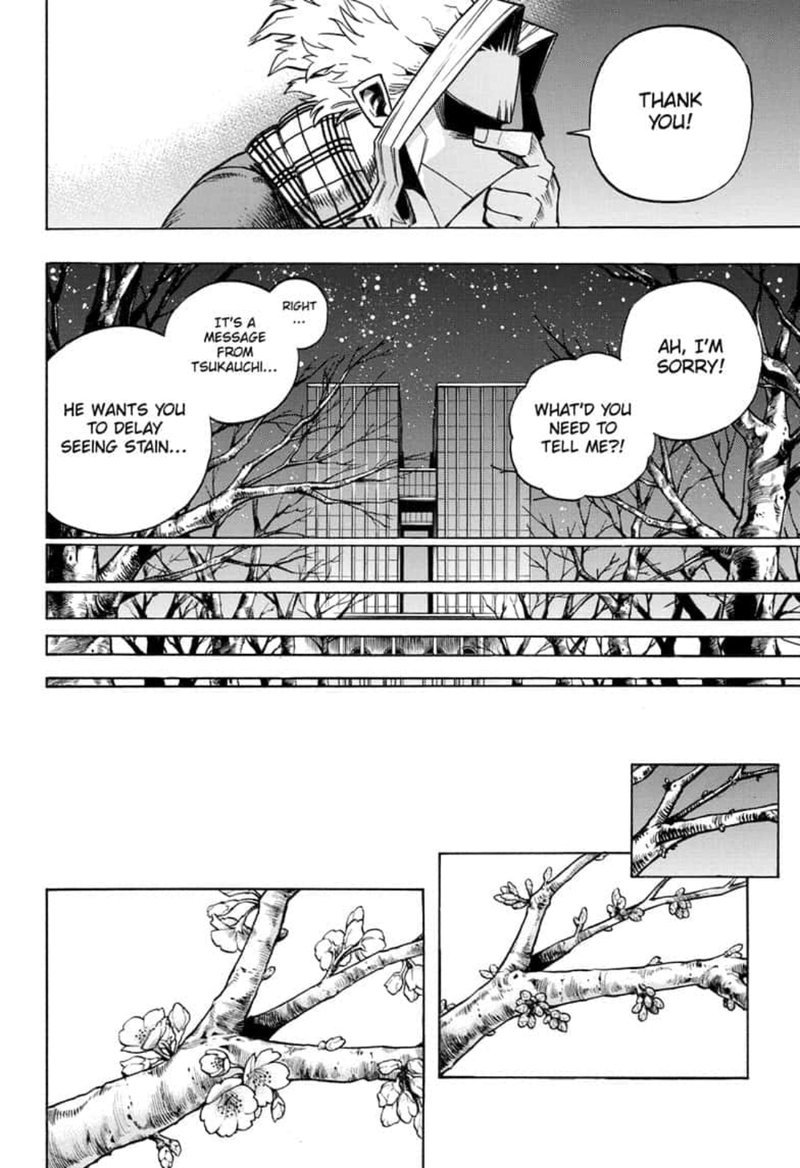 THANK
YOU!
AH, I'M
SORRY!
WHAT'D YOU
NEED TO
TELL ME?!
RIGHT
...
IT'S A
MESSAGE
FROM
TSUKAUCHI...
HE WANTS YOU
TO DELAY
SEEING STAIN...